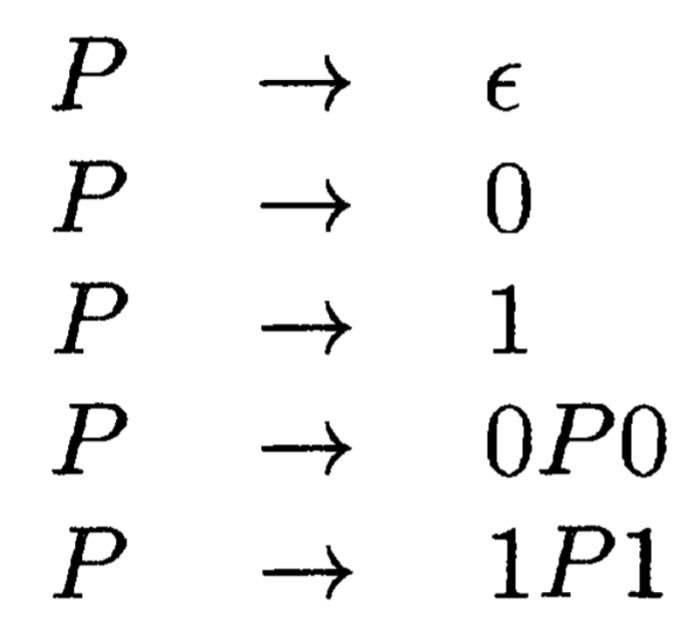 P → ϵ
P → 0
P → 1
P → 0P0
P → 1P1